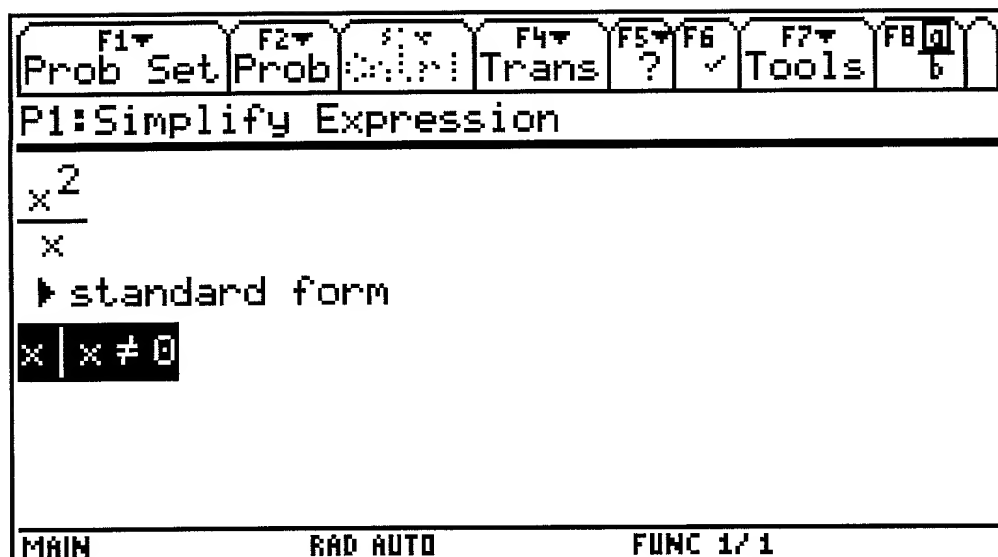 F1 F2 F4 F5 F6 F7 F8
Prob Set Prob Trans ? ✓ Tools a b
P1:Simplify Expression
x²
x
▶ standard form
x | x ≠ 0
MAIN RAD AUTO FUNC 1/1